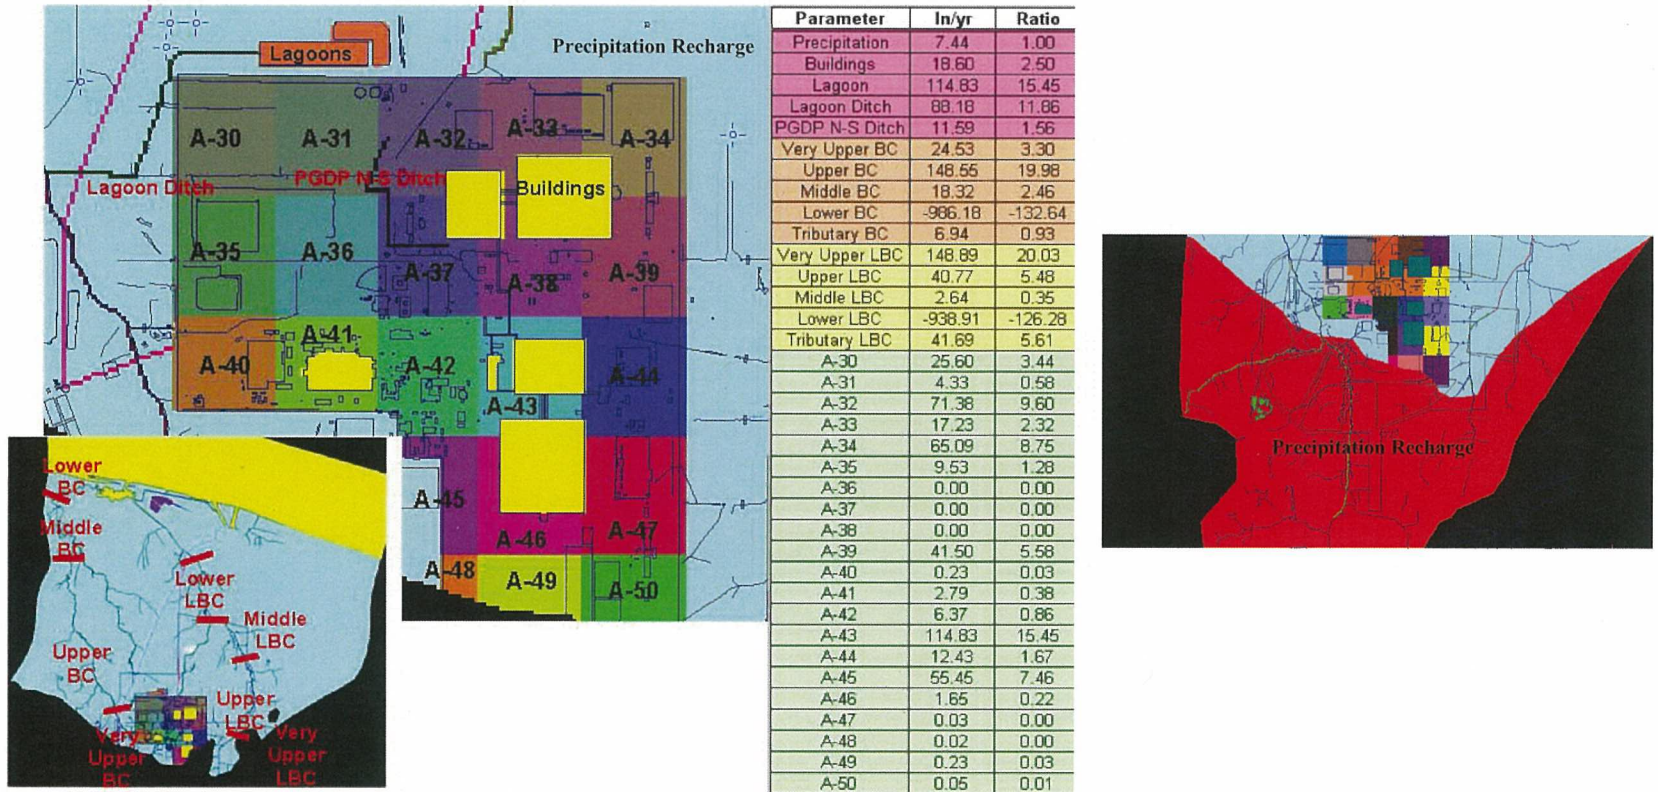 Lagoons
Precipitation Recharge
A-30
A-31
A-32
A-33
A-34
Lagoon Ditch
PGDP N-S Ditch
Buildings
A-35
A-36
A-37
A-38
A-39
A-40
A-41
A-42
A-43
A-44
A-45
A-46
A-47
A-48
A-49
A-50
Lower
BC
Middle
BC
Lower
LBC
Middle
LBC
Upper
BC
Upper
LBC
Very
Upper
BC
Very
Upper
LBC
Parameter In/yr Ratio
Precipitation 7.44 1.00
Buildings 18.60 2.50
Lagoon 114.83 15.45
Lagoon Ditch 88.18 11.86
PGDP N-S Ditch 11.59 1.56
Very Upper BC 24.53 3.30
Upper BC 148.55 19.98
Middle BC 18.32 2.46
Lower BC -986.18 -132.64
Tributary BC 6.94 0.93
Very Upper LBC 148.89 20.03
Upper LBC 40.77 5.48
Middle LBC 2.64 0.35
Lower LBC -938.91 -126.28
Tributary LBC 41.69 5.61
A-30 25.60 3.44
A-31 4.33 0.58
A-32 71.38 9.60
A-33 17.23 2.32
A-34 65.09 8.75
A-35 9.53 1.28
A-36 0.00 0.00
A-37 0.00 0.00
A-38 0.00 0.00
A-39 41.50 5.58
A-40 0.23 0.03
A-41 2.79 0.38
A-42 6.37 0.86
A-43 114.83 15.45
A-44 12.43 1.67
A-45 55.45 7.46
A-46 1.65 0.22
A-47 0.03 0.00
A-48 0.02 0.00
A-49 0.23 0.03
A-50 0.05 0.01
Precipitation Recharge